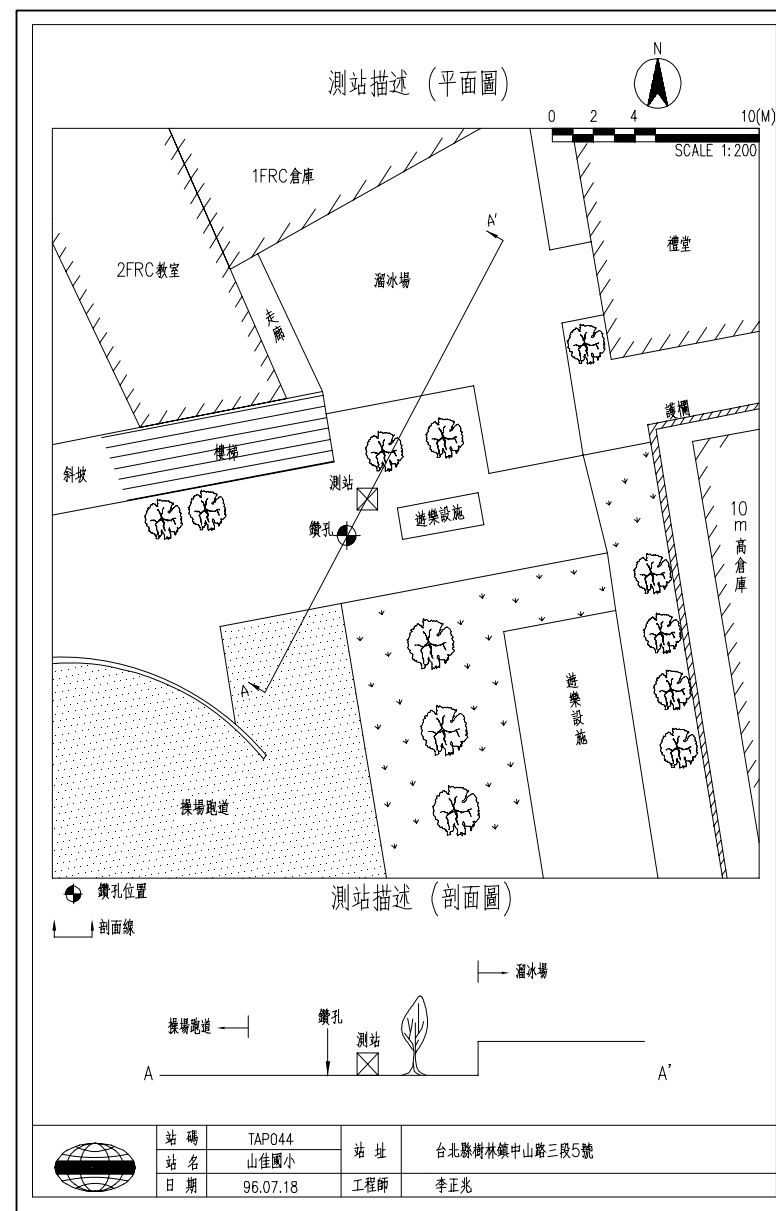 測站描述 (平面圖)
N
0 2 4 10(M)
SCALE 1:200
1FRC倉庫
A'
禮堂
2FRC教室
溜冰場
走廊
護欄
樓梯
斜坡
測站
遊樂設施
鑽孔
10m高倉庫
A
遊樂設施
操場跑道
鑽孔位置
測站描述 (剖面圖)
剖面線
溜冰場
鑽孔
操場跑道
測站
A
A'
站碼 TAP044 站址 台北縣樹林鎮中山路三段5號
站名 山佳國小
日期 96.07.18 工程師 李正兆